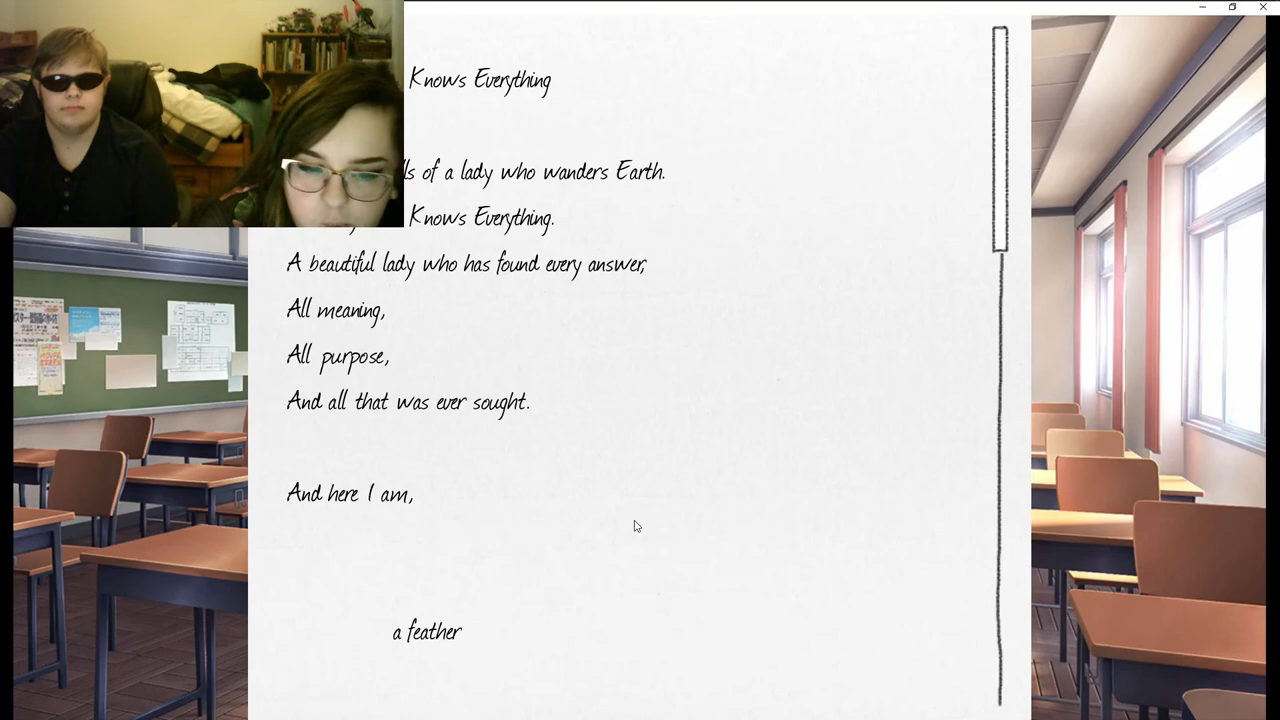 Knows Everything
of a lady who wanders Earth.
Knows Everything.
A beautiful lady who has found every answer,
All meaning,
All purpose,
And all that was ever sought.
And here I am,
a feather